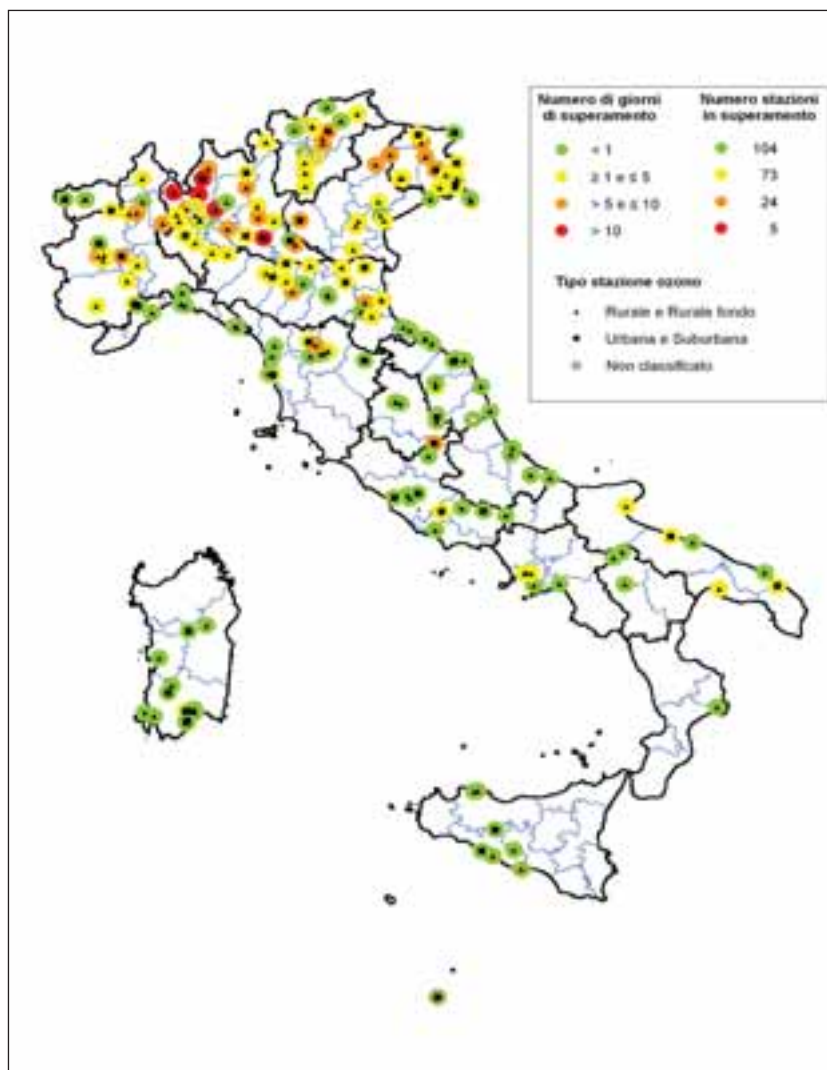 Numero di giorni di superamento
Numero stazioni in superamento
< 1 104
≥ 1 e ≤ 5 73
> 5 e ≤ 10 24
> 10 5
Tipo stazione ozono
Rurale e Rurale fondo
Urbana e Suburbana
Non classificato